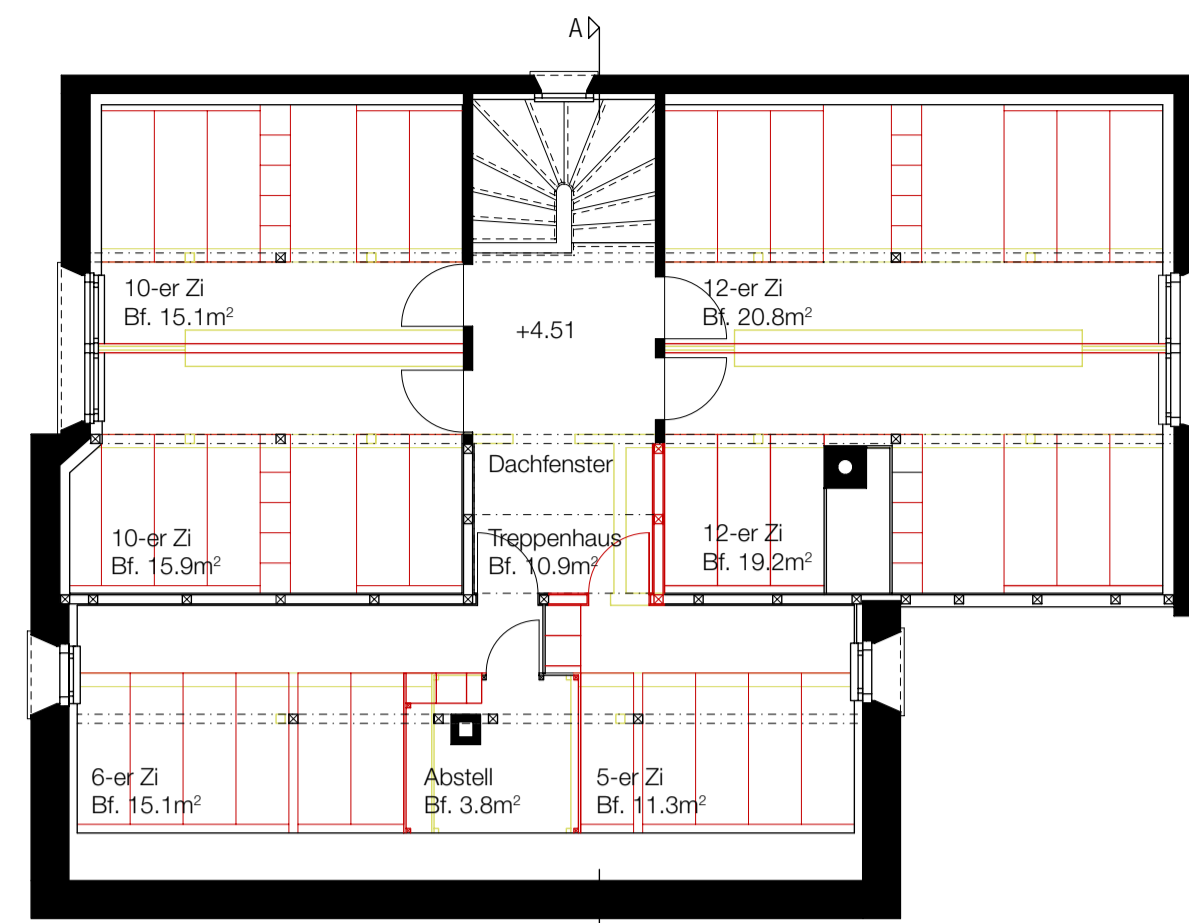 A
10-er Zi
Bf. 15.1m²
+4.51
12-er Zi
Bf. 20.8m²
Dachfenster
10-er Zi
Bf. 15.9m²
Treppenhaus
Bf. 10.9m²
12-er Zi
Bf. 19.2m²
6-er Zi
Bf. 15.1m²
Abstell
Bf. 3.8m²
5-er Zi
Bf. 11.3m²